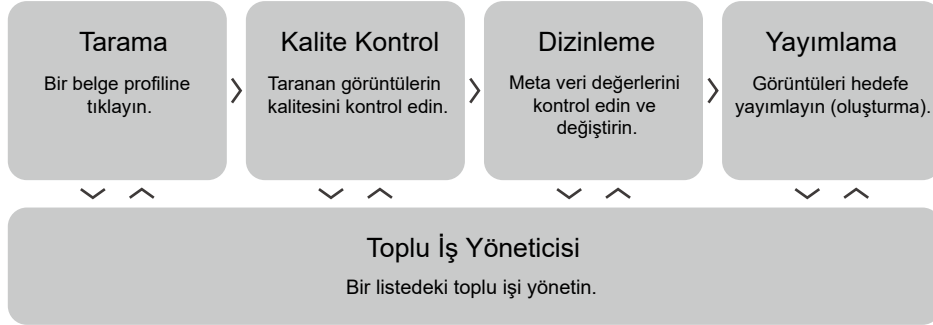 Tarama
Bir belge profiline
tıklayın.
Kalite Kontrol
Taranan görüntülerin
kalitesini kontrol edin.
Dizinleme
Meta veri değerlerini
kontrol edin ve
değiştirin.
Yayımlama
Görüntüleri hedefe
yayımlayın (oluşturma).
Toplu İş Yöneticisi
Bir listedeki toplu işi yönetin.